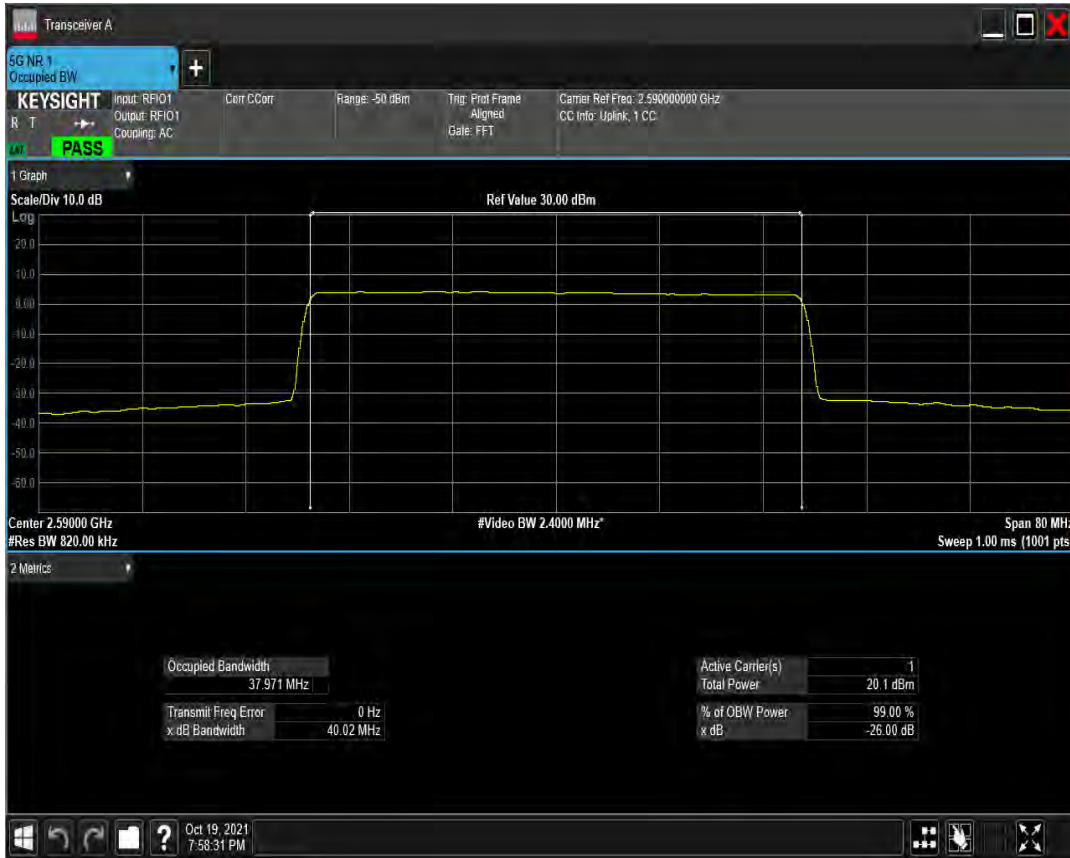 Transceiver A
5G NR 1
Occupied BW
+
KEYSIGHT
R T
PASS
Input: RFIO1
Output: RFIO1
Coupling: AC
Corr CCorr
Range: -50 dBm
Trig: Prot Frame
Aligned
Gate: FFT
Carrier Ref Freq: 2.590000000 GHz
CC Info: Uplink, 1 CC
1 Graph
Scale/Div 10.0 dB
Ref Value 30.00 dBm
Log
20.0
10.0
0.00
-10.0
-20.0
-30.0
-40.0
-50.0
-60.0
Center 2.59000 GHz
#Video BW 2.4000 MHz*
Span 80 MHz
#Res BW 820.00 kHz
Sweep 1.00 ms (1001 pts
2 Metrics
Occupied Bandwidth
37.971 MHz
Transmit Freq Error 0 Hz
x dB Bandwidth 40.02 MHz
Active Carrier(s) 1
Total Power 20.1 dBm
% of OBW Power 99.00 %
x dB -26.00 dB
?
Oct 19, 2021
7:58:31 PM